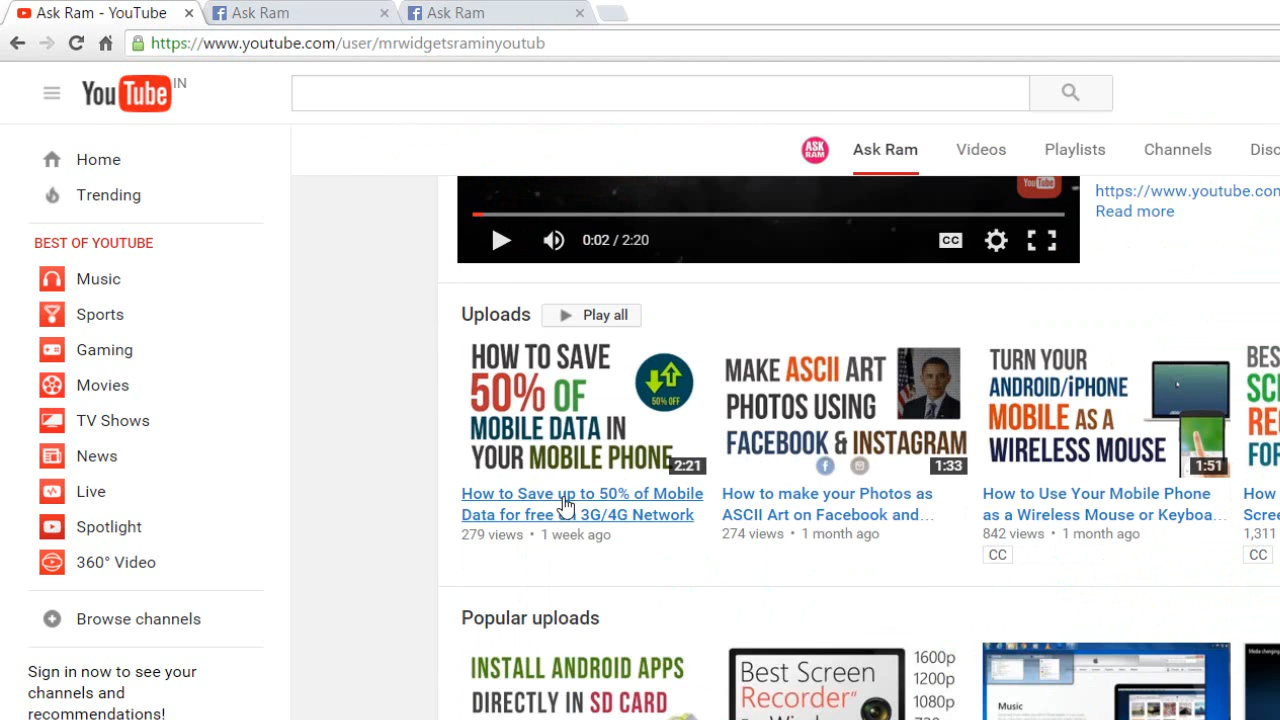 Ask Ram - YouTube
Ask Ram
Ask Ram
https://www.youtube.com/user/mrwidgetsraminyoutub
YouTube IN
Ask Ram
Videos
Playlists
Channels
ASK RAM
Home
Trending
BEST OF YOUTUBE
Music
Sports
Gaming
Movies
TV Shows
News
Live
Spotlight
360° Video
Browse channels
Sign in now to see your
channels and
recommendations!
YouTube
0:02 / 2:20
CC
https://www.youtube.com
Read more
Uploads
Play all
HOW TO SAVE
50% OF
MOBILE DATA IN
YOUR MOBILE PHONE
50% OFF
2:21
How to Save up to 50% of Mobile
Data for free 3G/4G Network
279 views • 1 week ago
MAKE ASCII ART
PHOTOS USING
FACEBOOK & INSTAGRAM
1:33
How to make your Photos as
ASCII Art on Facebook and...
274 views • 1 month ago
TURN YOUR
ANDROID/iPHONE
MOBILE AS A
WIRELESS MOUSE
1:51
How to Use Your Mobile Phone
as a Wireless Mouse or Keyboa...
842 views • 1 month ago
CC
How
Scree
1,311
CC
Popular uploads
INSTALL ANDROID APPS
DIRECTLY IN SD CARD
Best Screen
Recorder"
1600p
1200p
1080p
Music